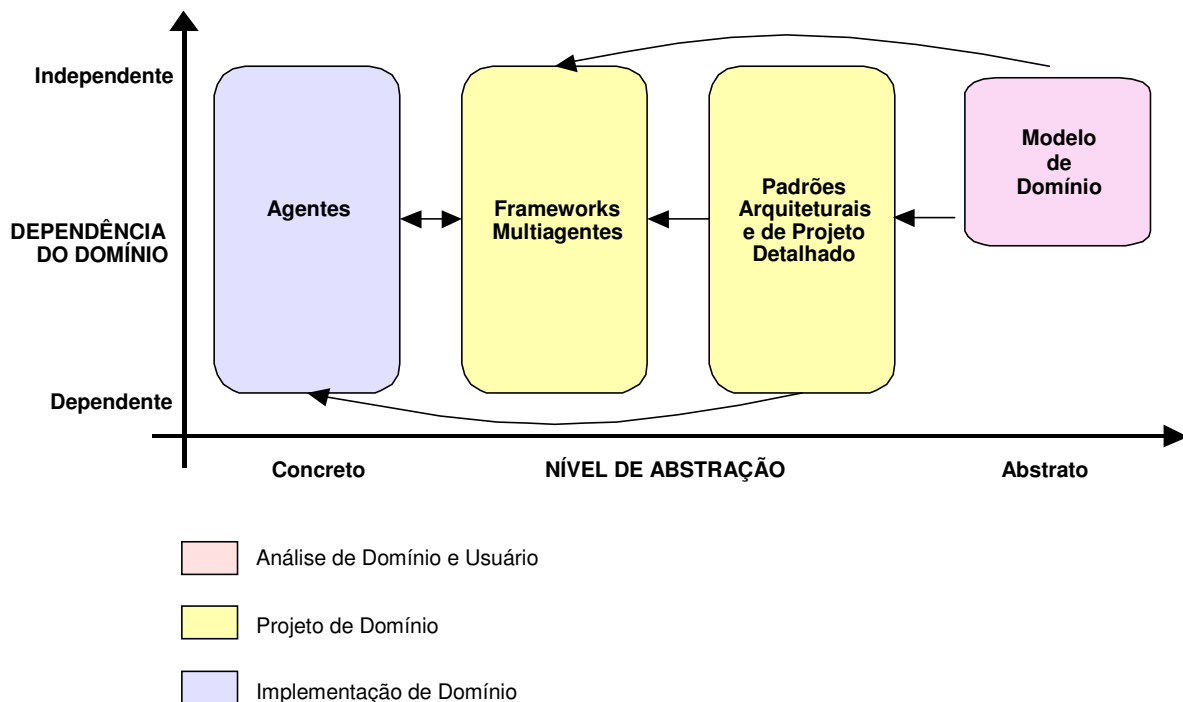 Independente
Modelo
de
Domínio
Agentes
Frameworks
Multiagentes
Padrões
Arquiteturais
e de Projeto
Detalhado
DEPENDÊNCIA
DO DOMÍNIO
Dependente
Concreto
NÍVEL DE ABSTRAÇÃO
Abstrato
Análise de Domínio e Usuário
Projeto de Domínio
Implementação de Domínio